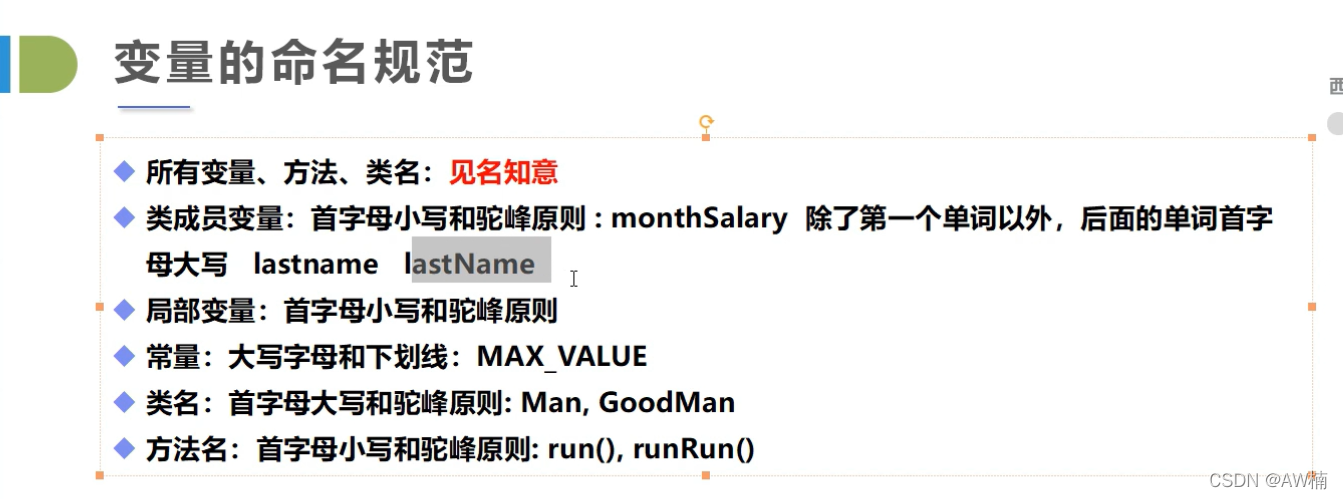 变量的命名规范
西
所有变量、方法、类名：见名知意
类成员变量：首字母小写和驼峰原则 : monthSalary 除了第一个单词以外，后面的单词首字
母大写 lastname lastName
局部变量：首字母小写和驼峰原则
常量：大写字母和下划线：MAX_VALUE
类名：首字母大写和驼峰原则: Man, GoodMan
方法名：首字母小写和驼峰原则: run(), runRun()
CSDN @AW楠